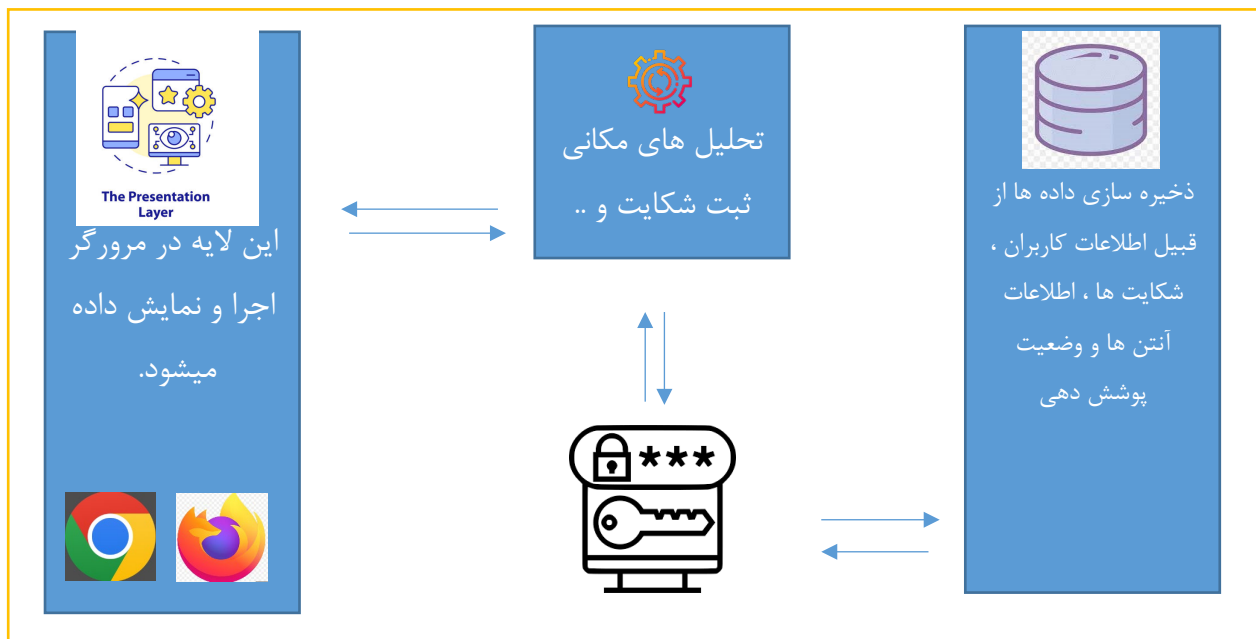 The Presentation
Layer
این لایه در مرورگر
اجرا و نمایش داده
میشود.
تحلیل های مکانی
ثبت شکایت و ..
***
ذخیره سازی داده ها از
قبیل اطلاعات کاربران ،
شکایت ها ، اطلاعات
آنتن ها و وضعیت
پوشش دهی